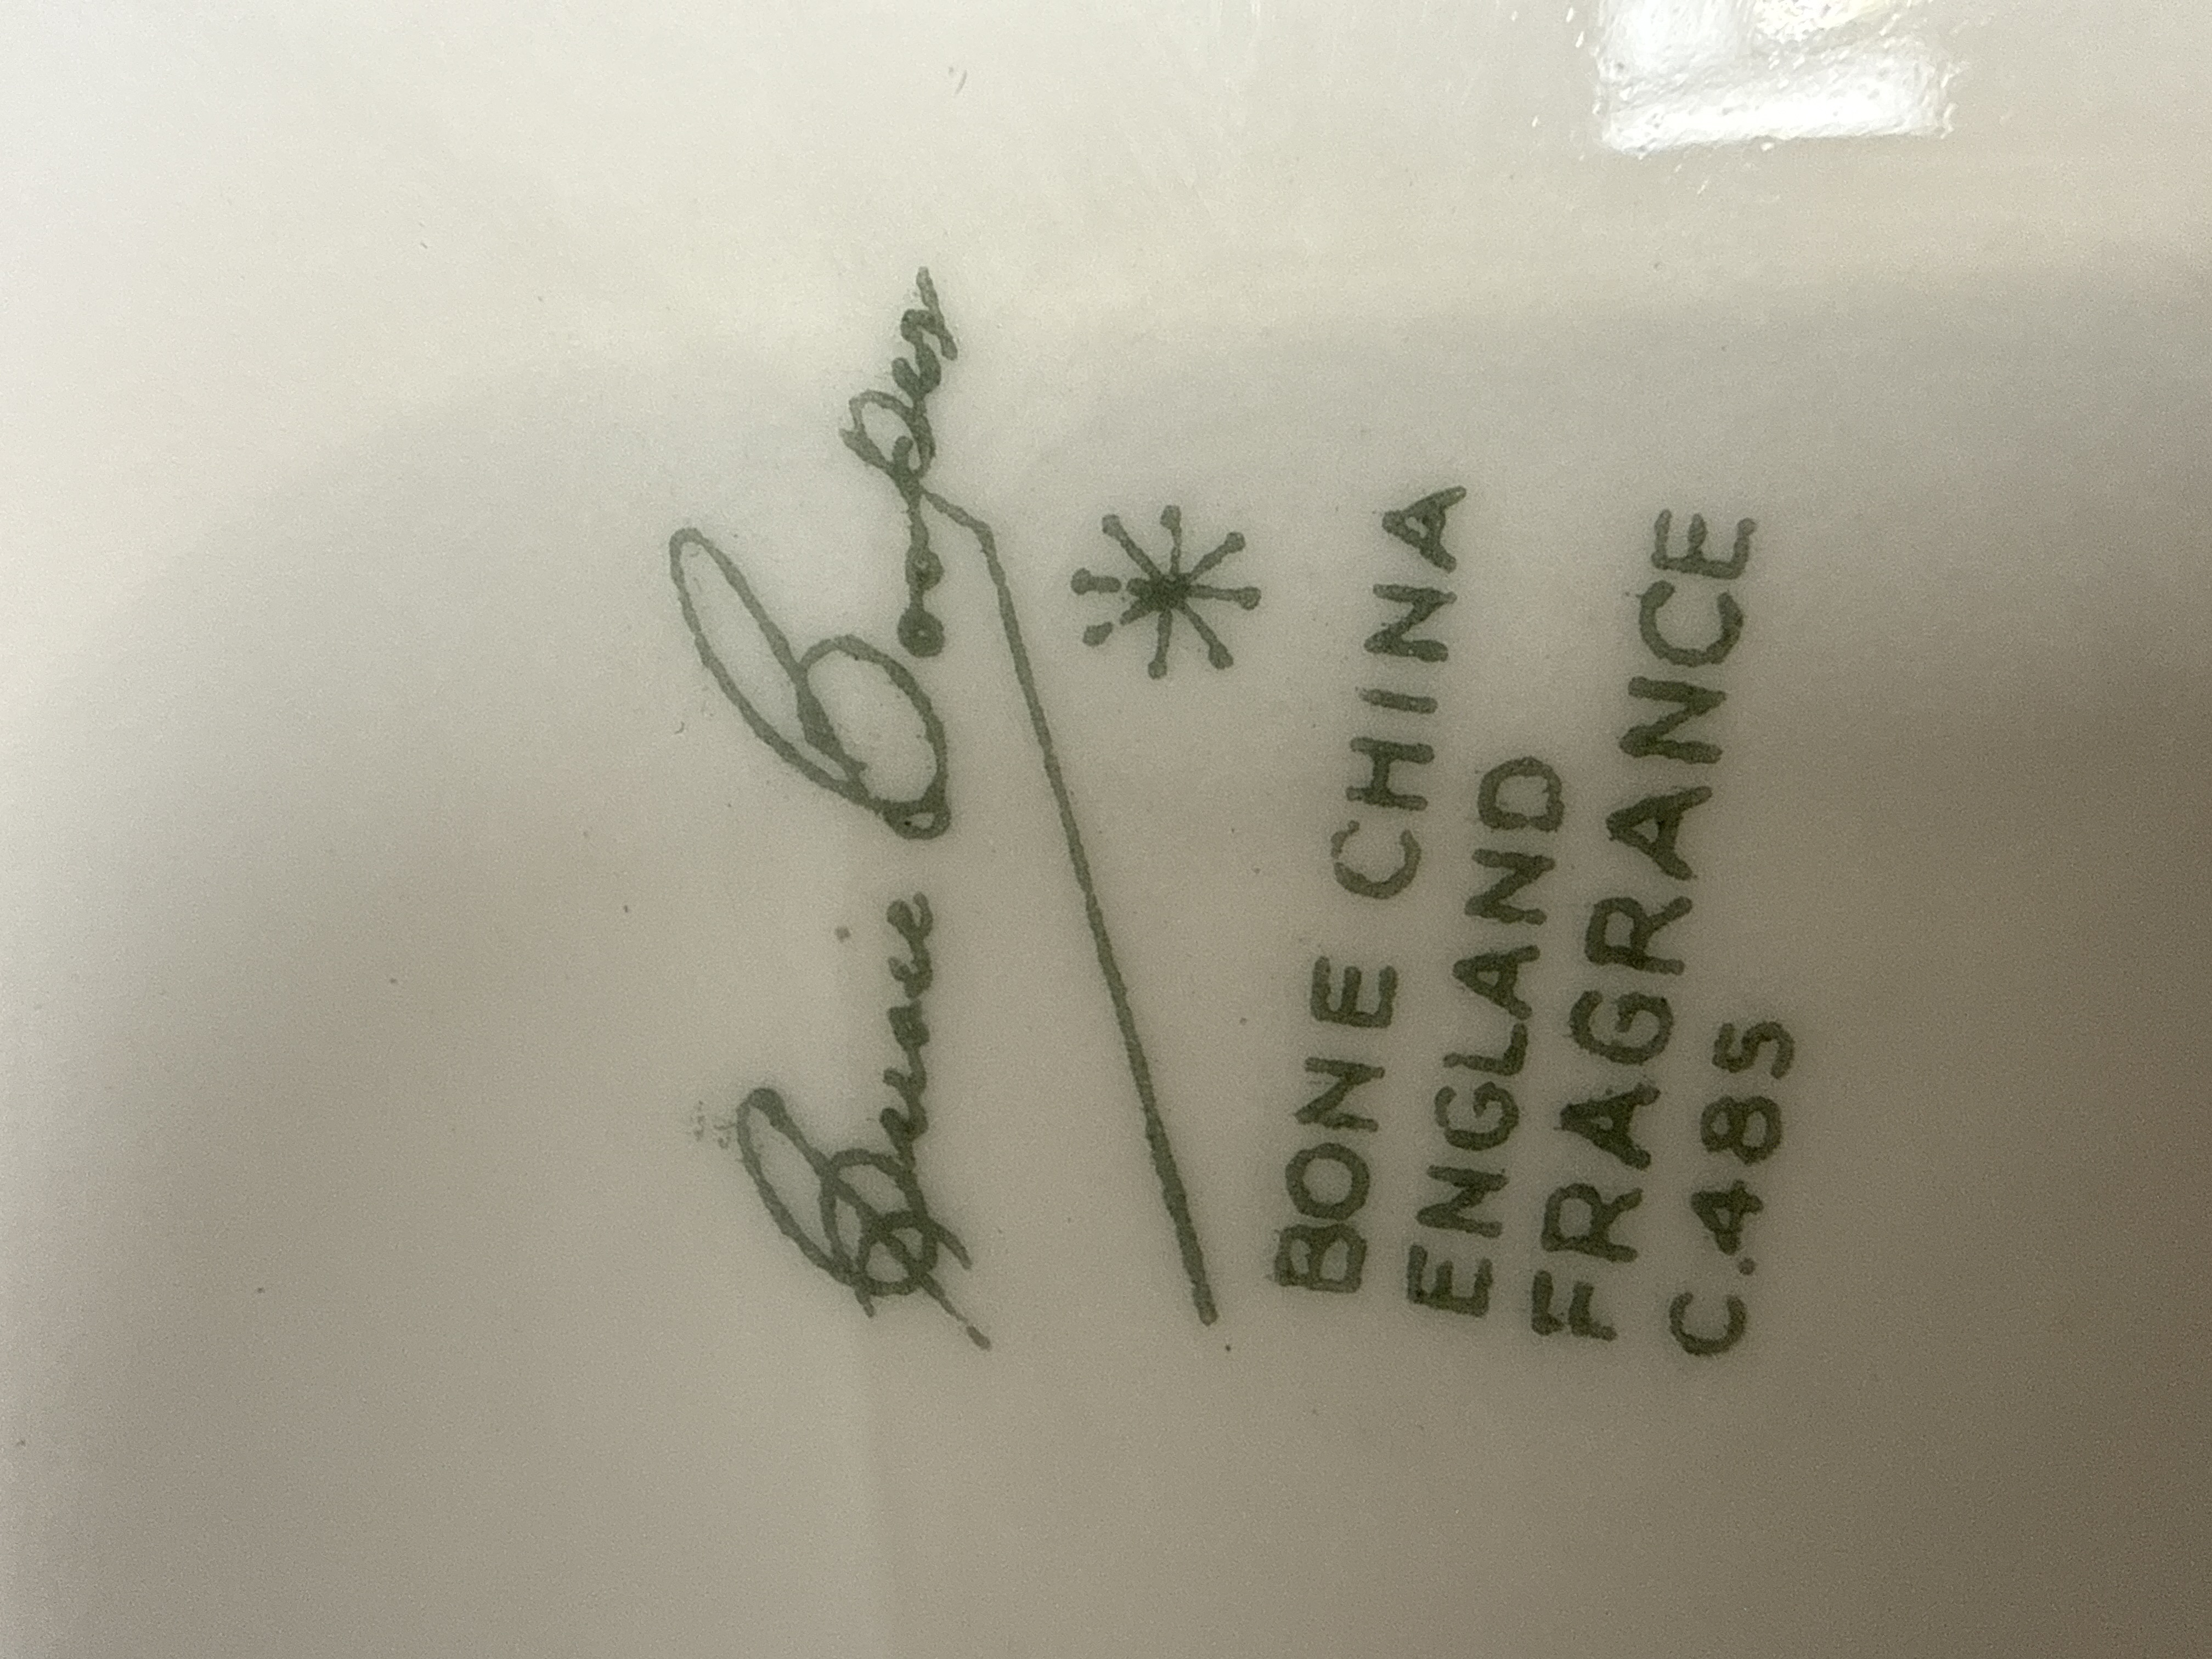 Susie Cooper
BONE CHINA
ENGLAND
FRAGRANCE
C.485